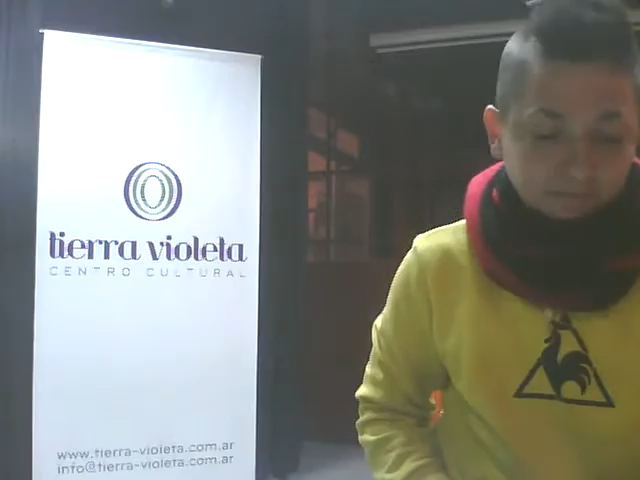 tierra violeta
CENTRO CULTURAL
www.tierra-violeta.com.ar
info@tierra-violeta.com.ar